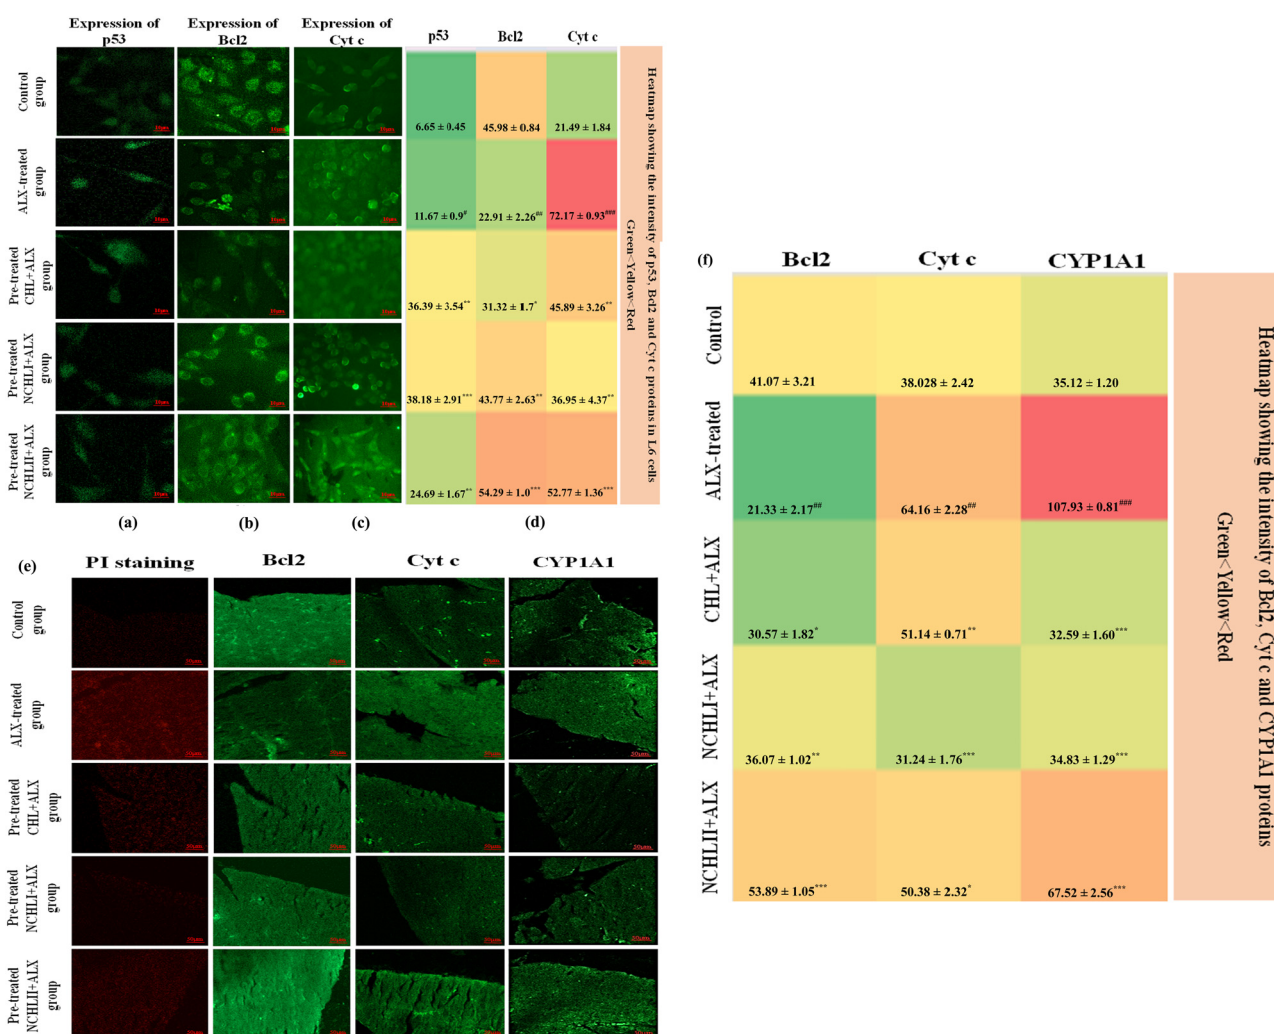 Expression of
p53
Expression of
Bcl2
Expression of
Cyt c
p53
Bcl2
Cyt c
Control
group
6.65 ± 0.45
45.98 ± 0.84
21.49 ± 1.84
ALX-treated
group
11.67 ± 0.9#
22.91 ± 2.26##
72.17 ± 0.93###
Pre-treated
CHL+ALX
group
36.39 ± 3.54**
31.32 ± 1.7*
45.89 ± 3.26**
Pre-treated
NCHLI+ALX
group
38.18 ± 2.91***
43.77 ± 2.63**
36.95 ± 4.37**
Pre-treated
NCHLII+ALX
group
24.69 ± 1.67**
54.29 ± 1.0***
52.77 ± 1.36***
Heatmap showing the intensity of p53, Bcl2 and Cyt c proteins in L6 cells
Green<Yellow<Red
(a)
(b)
(c)
(d)
(e)
PI staining
Bcl2
Cyt c
CYP1A1
Control
group
ALX-treated
group
Pre-treated
CHL+ALX
group
Pre-treated
NCHLI+ALX
group
Pre-treated
NCHLII+ALX
group
(f)
Bcl2
Cyt c
CYP1A1
Control
41.07 ± 3.21
38.028 ± 2.42
35.12 ± 1.20
ALX-treated
21.33 ± 2.17##
64.16 ± 2.28##
107.93 ± 0.81###
CHL+ALX
30.57 ± 1.82*
51.14 ± 0.71**
32.59 ± 1.60***
NCHLI+ALX
36.07 ± 1.02**
31.24 ± 1.76***
34.83 ± 1.29***
NCHLII+ALX
53.89 ± 1.05***
50.38 ± 2.32*
67.52 ± 2.56***
Heatmap showing the intensity of Bcl2, Cyt c and CYP1A1 proteins
Green<Yellow<Red